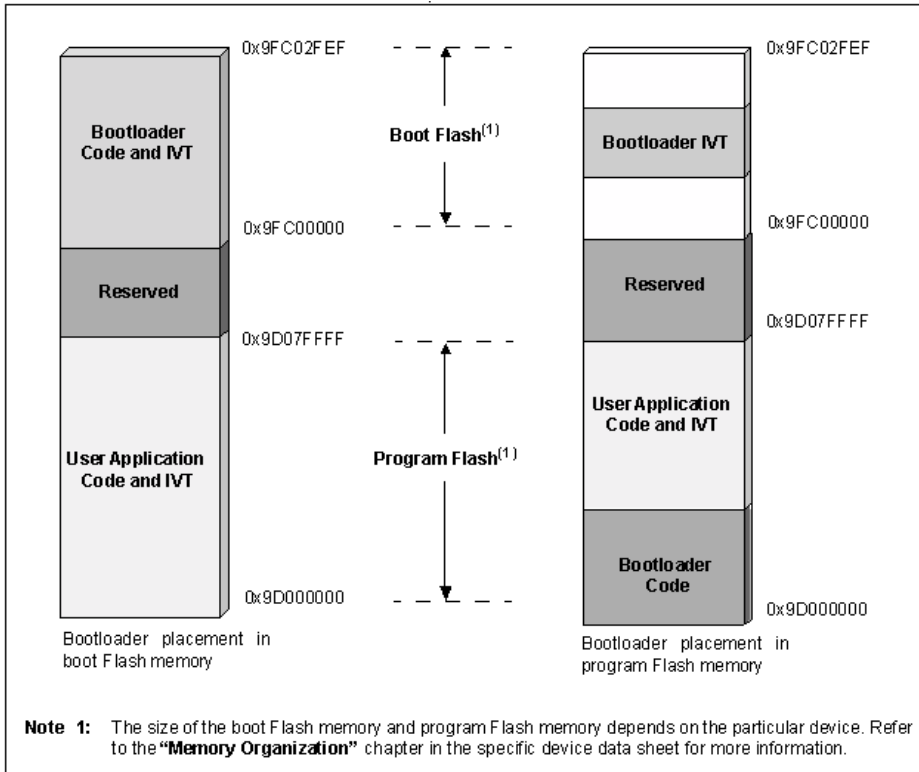 0x9FC02FEF
Bootloader
Code and IVT
0x9FC00000
Reserved
0x9D07FFFF
User Application
Code and IVT
0x9D000000
Bootloader placement in
boot Flash memory
Boot Flash(1)
Program Flash(1)
0x9FC02FEF
Bootloader IVT
0x9FC00000
Reserved
0x9D07FFFF
User Application
Code and IVT
Bootloader
Code
0x9D000000
Bootloader placement in
program Flash memory
Note 1: The size of the boot Flash memory and program Flash memory depends on the particular device. Refer
to the “Memory Organization” chapter in the specific device data sheet for more information.